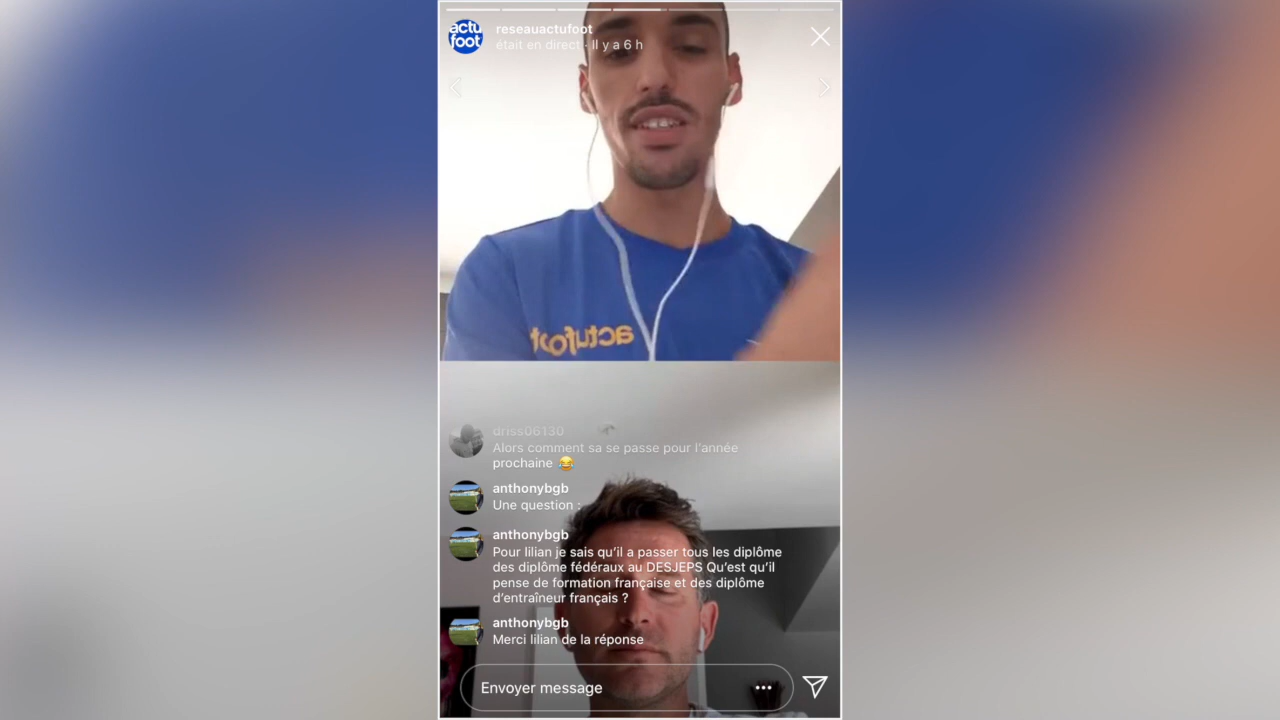 actu
foot
reseauactufoot
était en direct · Il y a 6 h
actufoot
driss06130
Alors comment sa se passe pour l'année
prochaine 😂
anthonybgb
Une question :
anthonybgb
Pour lilian je sais qu'il a passer tous les diplôme
des diplôme fédéraux au DESJEPS Qu'est qu'il
pense de formation française et des diplôme
d'entraîneur français ?
anthonybgb
Merci lilian de la réponse
Envoyer message